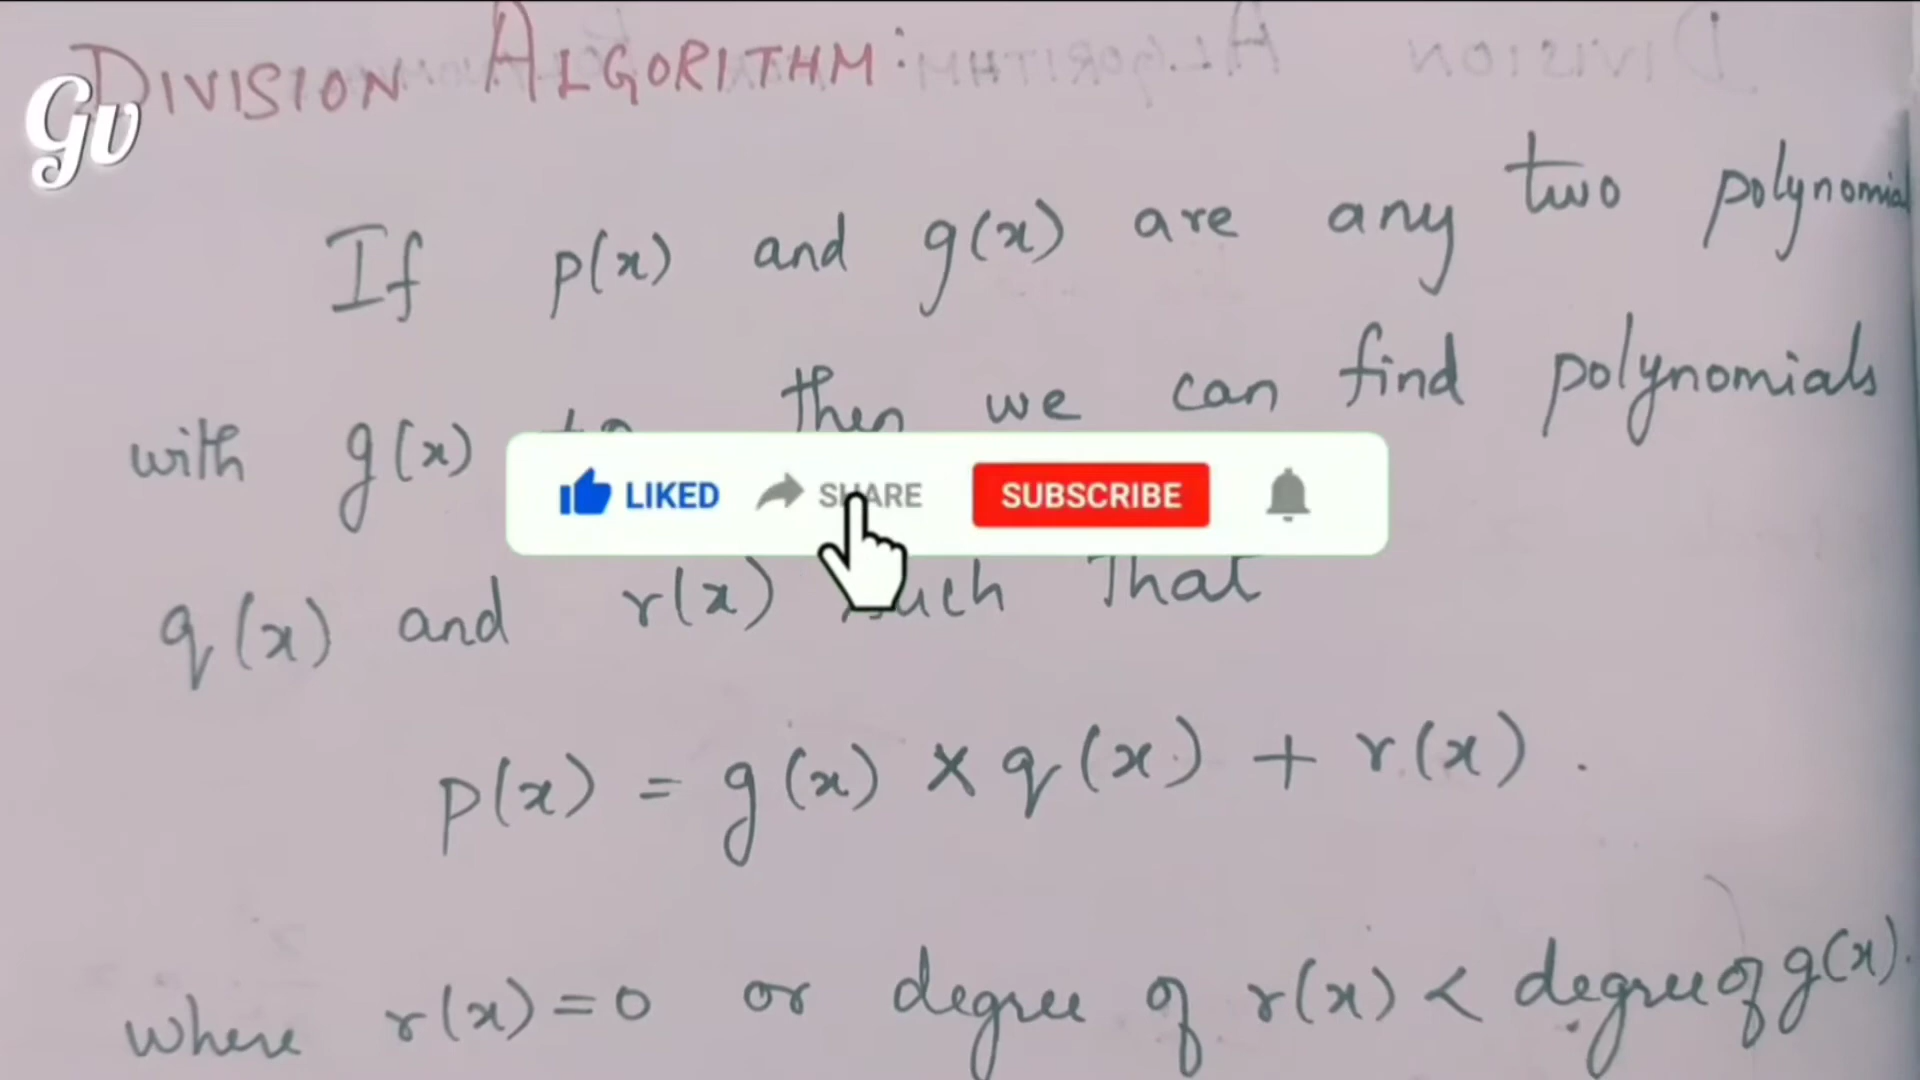 DIVISION ALGORITHM:
Gv
If p(x) and g(x) are any two polynomial
with g(x) then we can find polynomials
LIKED SHARE SUBSCRIBE
q(x) and r(x) such that
p(x) = g(x) × q(x) + r(x).
where r(x) = 0 or degree of r(x) < degree of g(x).